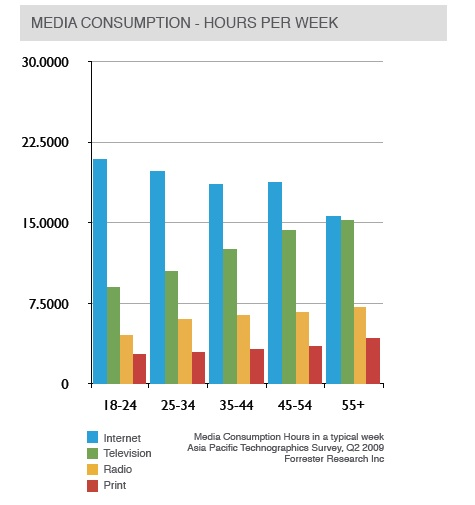 MEDIA CONSUMPTION - HOURS PER WEEK
30.0000
22.5000
15.0000
7.5000
0
18-24 25-34 35-44 45-54 55+
Internet
Television
Radio
Print
Media Consumption Hours in a typical week
Asia Pacific Technographics Survey, Q2 2009
Forrester Research Inc